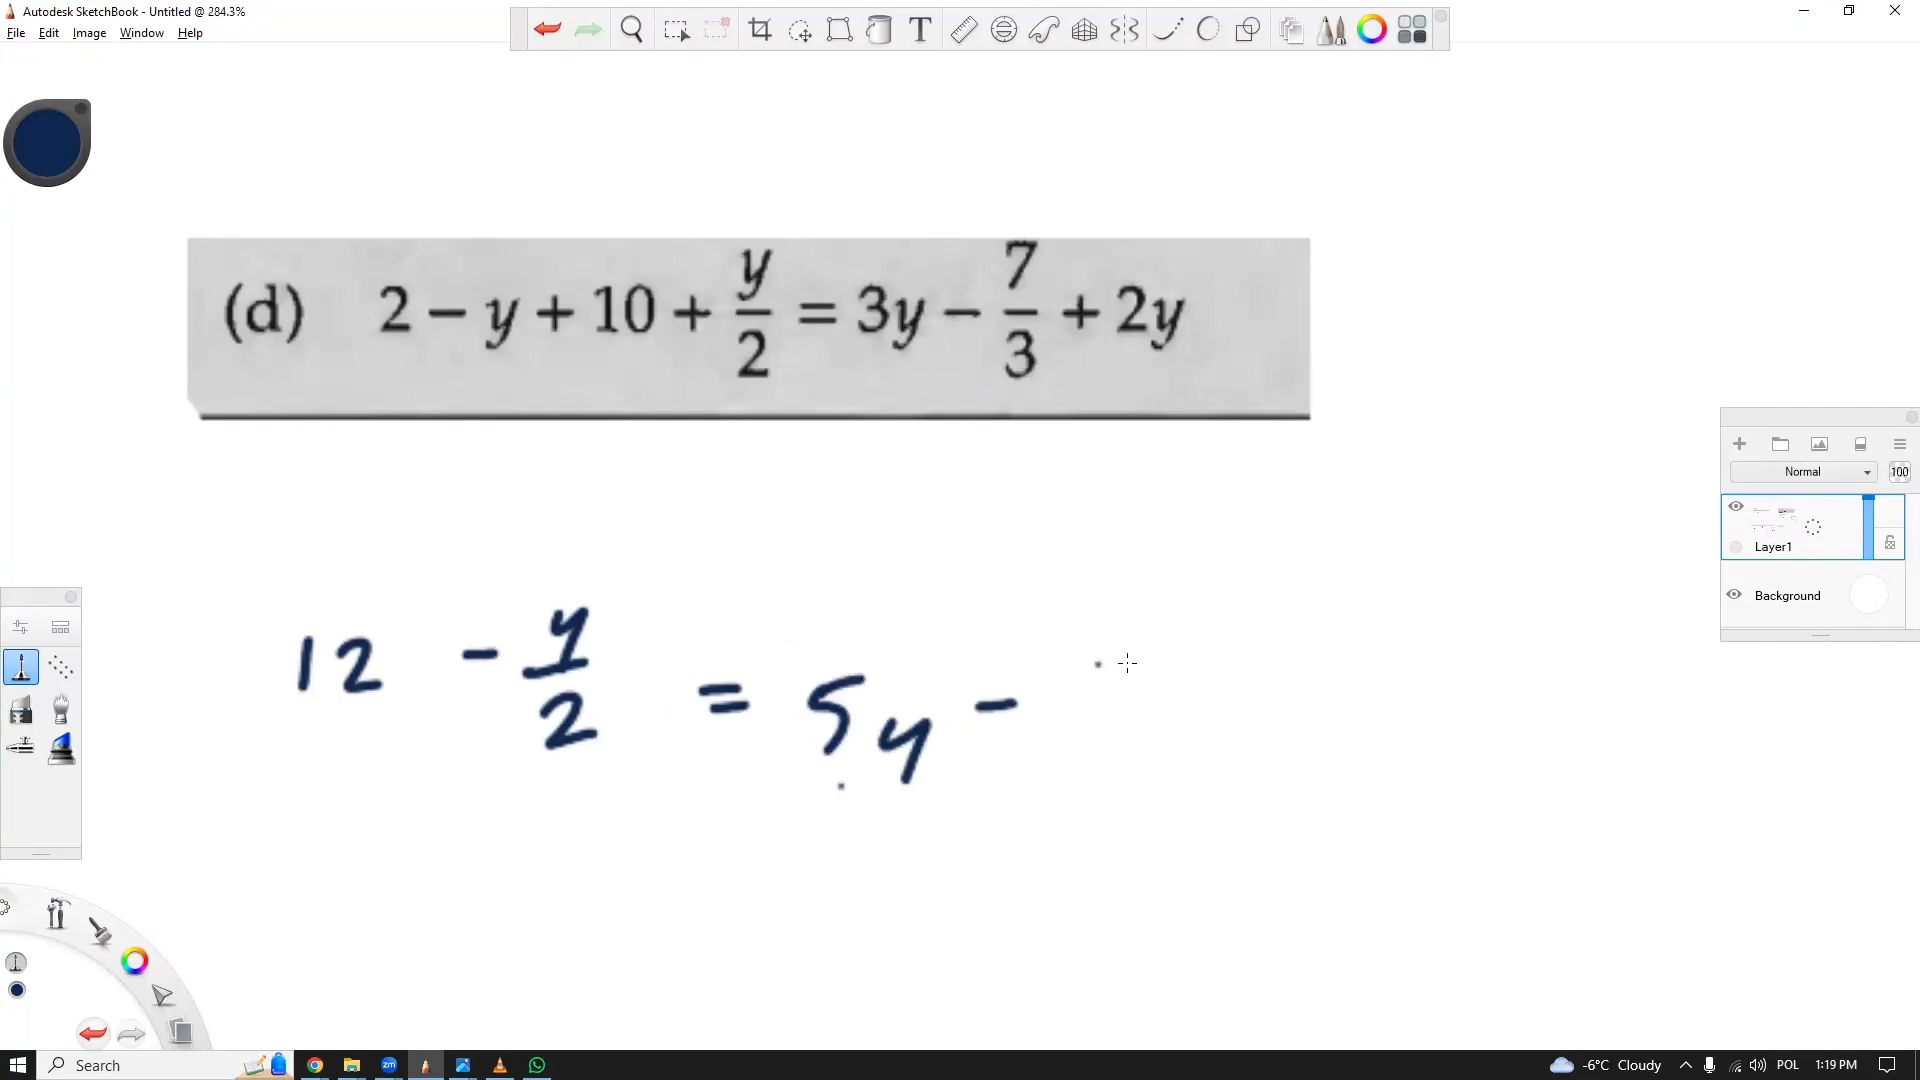 Autodesk SketchBook - Untitled @ 284.3%
File Edit Image Window Help
T
(d) 2 − y + 10 + y/2 = 3y − 7/3 + 2y
Normal 100
Layer1
Background
12 - y/2 = 5y -
Search
zm
-6°C Cloudy
POL
1:19 PM